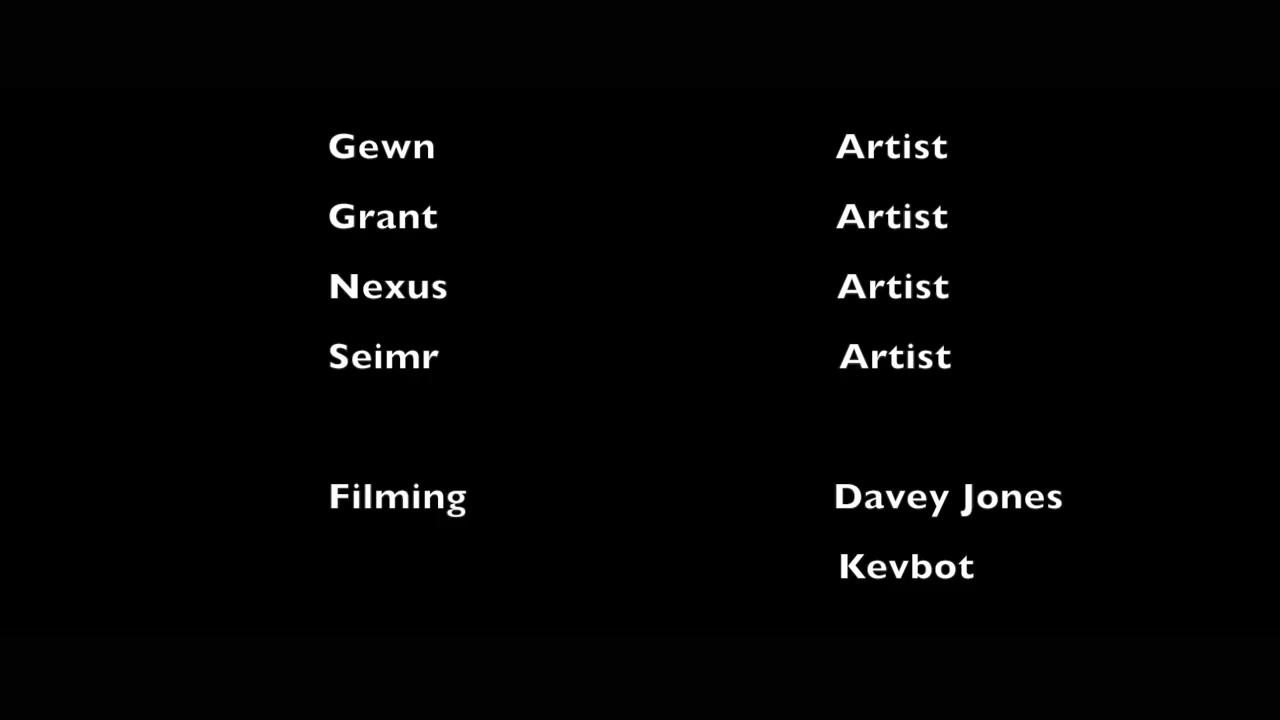 Gewn Artist
Grant Artist
Nexus Artist
Seimr Artist
Filming Davey Jones
Kevbot